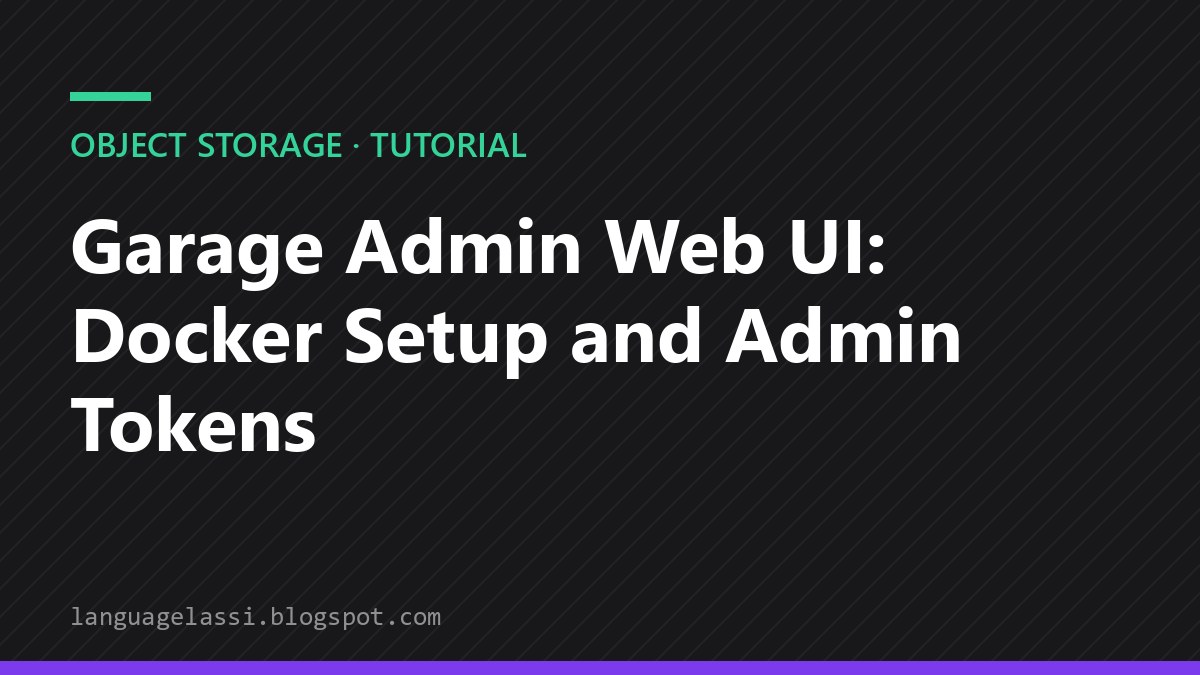 OBJECT STORAGE · TUTORIAL
Garage Admin Web UI:
Docker Setup and Admin
Tokens
languagelassi.blogspot.com